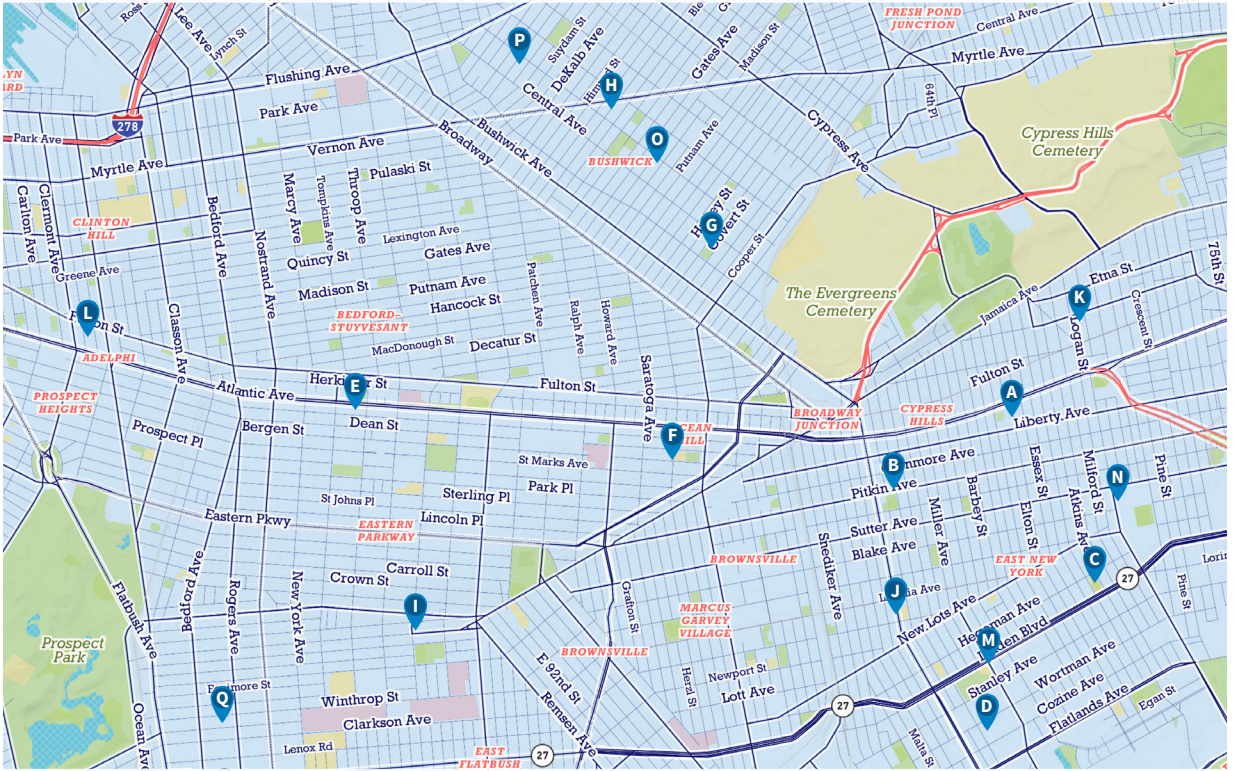 FRESH POND
JUNCTION
Central Ave
Lee Ave
Lynch St
Suydam St
DeKalb Ave
Gates Ave
Madison St
Myrtle Ave
P
H
Flushing Ave
Park Ave
278
Park Ave
Central Ave
64th Pl
Cypress Ave
Cypress Hills
Cemetery
Broadway
Bushwick Ave
O
BUSHWICK
Putnam Ave
Vernon Ave
Myrtle Ave
Pulaski St
Marcy Ave
Tompkins Ave
Throop Ave
Carlton Ave
Clermont Ave
CLINTON
HILL
Bedford Ave
Nostrand Ave
Lexington Ave
Gates Ave
Quincy St
G
Covert St
Cooper St
Greene Ave
Madison St
Putnam Ave
Hancock St
Patchen Ave
Ralph Ave
Howard Ave
The Evergreens
Cemetery
Jamaica Ave
Etna St
75th St
K
Logan St
Crescent St
L
BEDFORD–
STUYVESANT
Classon Ave
MacDonough St
Decatur St
Saratoga Ave
ADELPHI
PROSPECT
HEIGHTS
Atlantic Ave
E
Fulton St
Fulton St
A
Liberty Ave
BROADWAY
JUNCTION
CYPRESS
HILLS
Prospect Pl
Bergen St
Dean St
F
St Marks Ave
Park Pl
B
Pitkin Ave
St Johns Pl
Sterling Pl
Lincoln Pl
Eastern Pkwy
EASTERN
PARKWAY
Essex St
Milford St
Pine St
N
Barbey St
Miller Ave
Elton St
Atkins Ave
Sutter Ave
Blake Ave
Snediker Ave
BROWNSVILLE
EAST NEW
YORK
C
27
Pine St
Carroll St
Crown St
Flatbush Ave
Bedford Ave
Rogers Ave
New York Ave
I
Grafton St
MARCUS
GARVEY
VILLAGE
J
New Lots Ave
M
Prospect
Park
BROWNSVILLE
E 92nd St
Remsen Ave
Herzl St
Newport St
Lott Ave
Stanley Ave
Wortman Ave
Cozine Ave
Flatlands Ave
Egan St
D
27
Malta St
Q
Ocean Ave
Winthrop St
Clarkson Ave
Lenox Rd
EAST
FLATBUSH
27